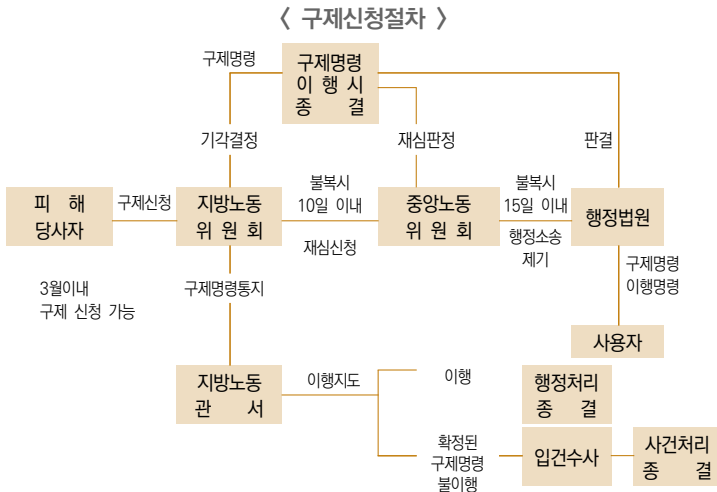 < 구제신청절차 >
구제명령
구제명령
이 행 시
종 결
기각결정
재심판정
판결
피 해
당사자
구제신청
지방노동
위 원 회
불복시
10일 이내
재심신청
중앙노동
위 원 회
불복시
15일 이내
행정소송
제기
행정법원
3월이내
구제 신청 가능
구제명령통지
구제명령
이행명령
사용자
지방노동
관 서
이행지도
이행
행정처리
종 결
확정된
구제명령
불이행
입건수사
사건처리
종 결